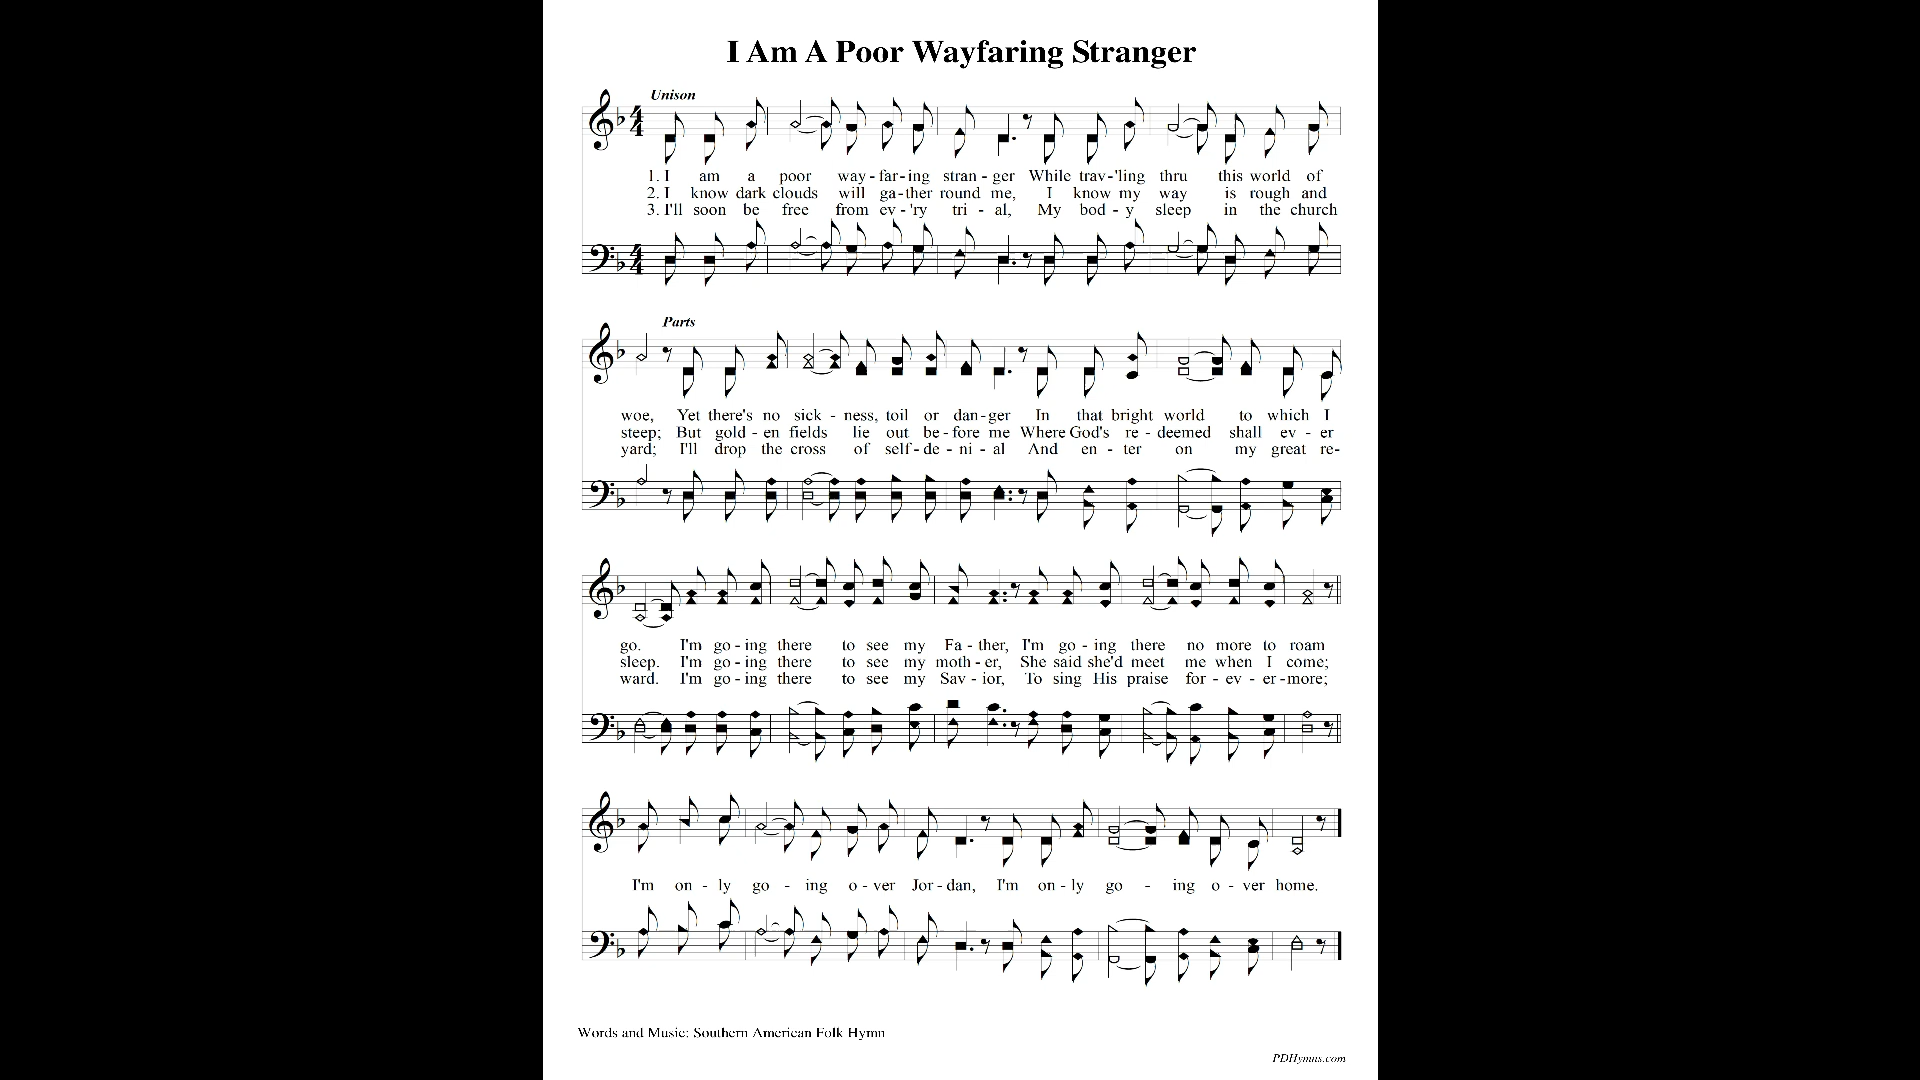 I Am A Poor Wayfaring Stranger
Unison
4
4
1. I am a poor way - far - ing stran - ger While trav - 'ling thru this world of
2. I know dark clouds will ga - ther round me, I know my way is rough and
3. I'll soon be free from ev - 'ry tri - al, My bod - y sleep in the church
4
4
Parts
woe, Yet there's no sick - ness, toil or dan - ger In that bright world to which I
steep; But gold - en fields lie out be - fore me Where God's re - deemed shall ev - er
yard; I'll drop the cross of self - de - ni - al And en - ter on my great re-
go. I'm go - ing there to see my Fa - ther, I'm go - ing there no more to roam
sleep. I'm go - ing there to see my moth - er, She said she'd meet me when I come;
ward. I'm go - ing there to see my Sav - ior, To sing His praise for - ev - er - more;
I'm on - ly go - ing o - ver Jor - dan, I'm on - ly go - ing o - ver home.
Words and Music: Southern American Folk Hymn
PDHymns.com